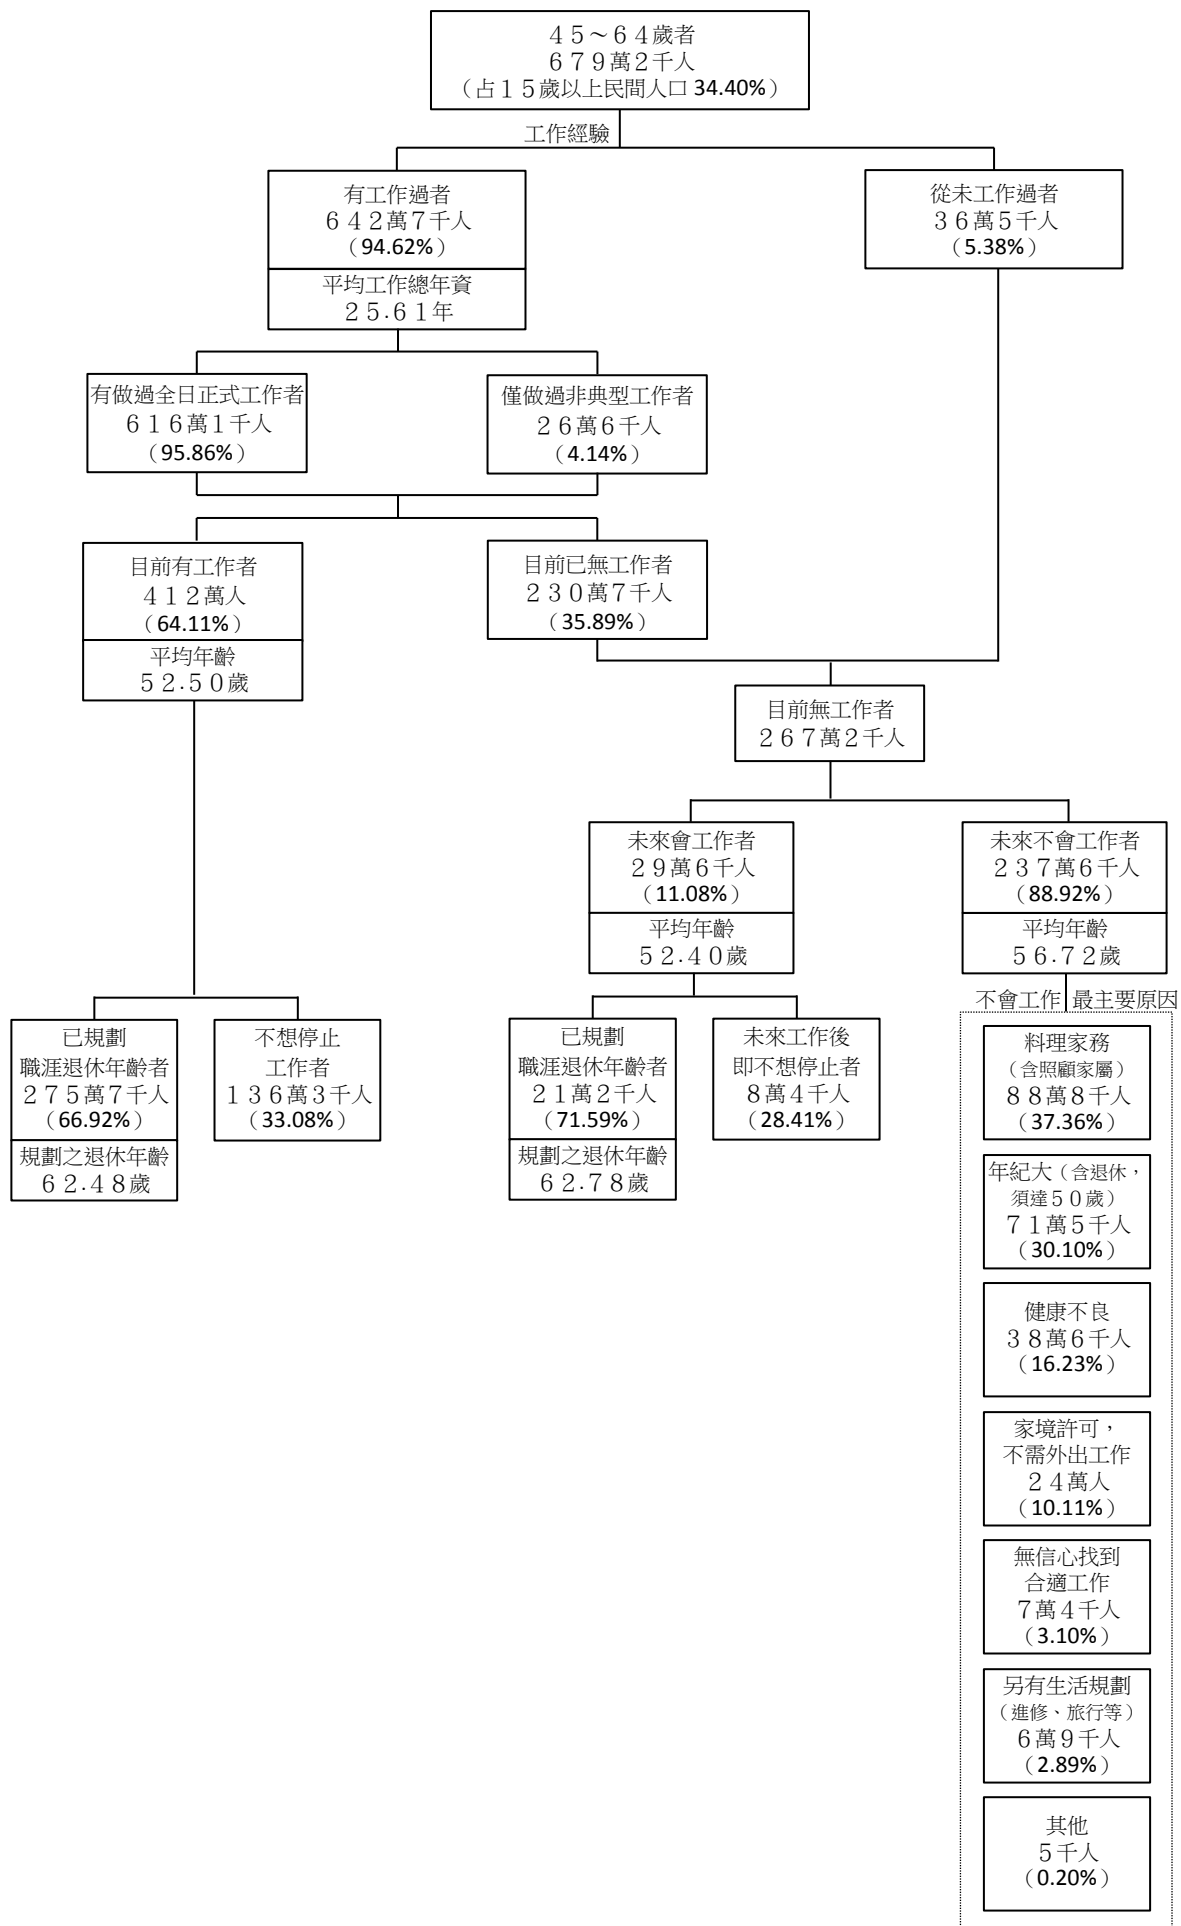 ４５～６４歲者
６７９萬２千人
（占１５歲以上民間人口 34.40%）
工作經驗
有工作過者
６４２萬７千人
（94.62%）
平均工作總年資
２５.６１年
從未工作過者
３６萬５千人
（5.38%）
有做過全日正式工作者
６１６萬１千人
（95.86%）
僅做過非典型工作者
２６萬６千人
（4.14%）
目前有工作者
４１２萬人
（64.11%）
平均年齡
５２.５０歲
目前已無工作者
２３０萬７千人
（35.89%）
目前無工作者
２６７萬２千人
未來會工作者
２９萬６千人
（11.08%）
平均年齡
５２.４０歲
未來不會工作者
２３７萬６千人
（88.92%）
平均年齡
５６.７２歲
已規劃
職涯退休年齡者
２７５萬７千人
（66.92%）
規劃之退休年齡
６２.４８歲
不想停止
工作者
１３６萬３千人
（33.08%）
已規劃
職涯退休年齡者
２１萬２千人
（71.59%）
規劃之退休年齡
６２.７８歲
未來工作後
即不想停止者
８萬４千人
（28.41%）
不會工作 最主要原因
料理家務
（含照顧家屬）
８８萬８千人
（37.36%）
年紀大（含退休，
須達５０歲）
７１萬５千人
（30.10%）
健康不良
３８萬６千人
（16.23%）
家境許可，
不需外出工作
２４萬人
（10.11%）
無信心找到
合適工作
７萬４千人
（3.10%）
另有生活規劃
（進修、旅行等）
６萬９千人
（2.89%）
其他
５千人
（0.20%）